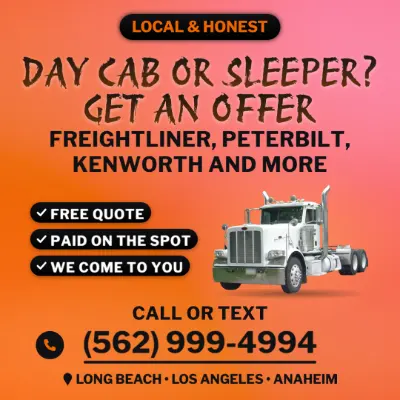 LOCAL & HONEST
DAY CAB OR SLEEPER?
GET AN OFFER
FREIGHTLINER, PETERBILT,
KENWORTH AND MORE
FREE QUOTE
PAID ON THE SPOT
WE COME TO YOU
CALL OR TEXT
(562) 999-4994
LONG BEACH • LOS ANGELES • ANAHEIM